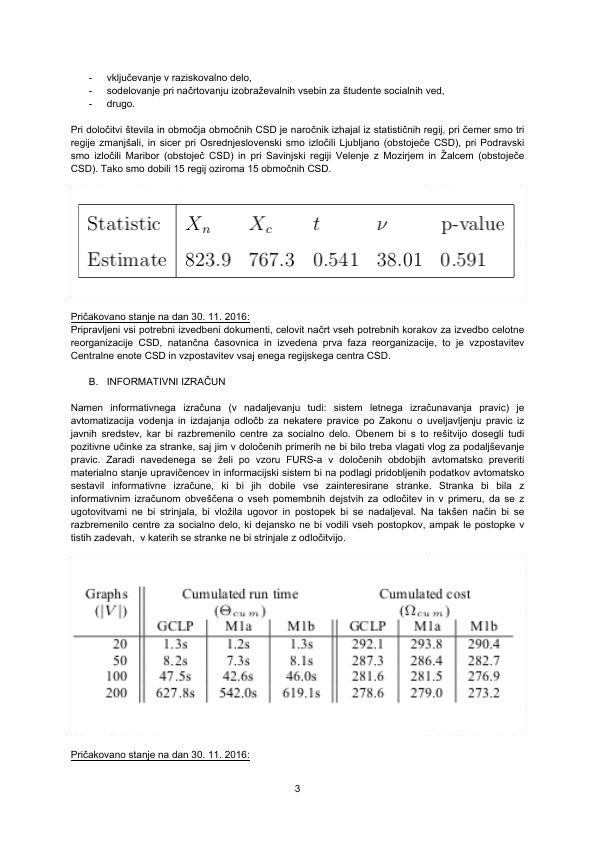 - vključevanje v raziskovalno delo,
- sodelovanje pri načrtovanju izobraževalnih vsebin za študente socialnih ved,
- drugo.
Pri določitvi števila in območja območnih CSD je naročnik izhajal iz statističnih regij, pri čemer smo tri
regije zmanjšali, in sicer pri Osrednjeslovenski smo izločili Ljubljano (obstoječe CSD), pri Podravski
smo izločili Maribor (obstoječ CSD) in pri Savinjski regiji Velenje z Mozirjem in Žalcem (obstoječe
CSD). Tako smo dobili 15 regij oziroma 15 območnih CSD.
Statistic X_n X_c t ν p-value
Estimate 823.9 767.3 0.541 38.01 0.591
Pričakovano stanje na dan 30. 11. 2016:
Pripravljeni vsi potrebni izvedbeni dokumenti, celovit načrt vseh potrebnih korakov za izvedbo celotne
reorganizacije CSD, natančna časovnica in izvedena prva faza reorganizacije, to je vzpostavitev
Centralne enote CSD in vzpostavitev vsaj enega regijskega centra CSD.
B. INFORMATIVNI IZRAČUN
Namen informativnega izračuna (v nadaljevanju tudi: sistem letnega izračunavanja pravic) je
avtomatizacija vodenja in izdajanja odločb za nekatere pravice po Zakonu o uveljavljenju pravic iz
javnih sredstev, kar bi razbremenilo centre za socialno delo. Obenem bi s to rešitvijo dosegli tudi
pozitivne učinke za stranke, saj jim v določenih primerih ne bi bilo treba vlagati vlog za podaljševanje
pravic. Zaradi navedenega se želi po vzoru FURS-a v določenih obdobjih avtomatsko preveriti
materialno stanje upravičencev in informacijski sistem bi na podlagi pridobljenih podatkov avtomatsko
sestavil informativne izračune, ki bi jih dobile vse zainteresirane stranke. Stranka bi bila z
informativnim izračunom obveščena o vseh pomembnih dejstvih za odločitev in v primeru, da se z
ugotovitvami ne bi strinjala, bi vložila ugovor in postopek bi se nadaljeval. Na takšen način bi se
razbremenilo centre za socialno delo, ki dejansko ne bi vodili vseh postopkov, ampak le postopke v
tistih zadevah, v katerih se stranke ne bi strinjale z odločitvijo.
Graphs Cumulated run time Cumulated cost
(|V|) (Θcum) (Ωcum)
GCLP M1a M1b GCLP M1a M1b
20 1.3s 1.2s 1.3s 292.1 293.8 290.4
50 8.2s 7.3s 8.1s 287.3 286.4 282.7
100 47.5s 42.6s 46.0s 281.6 281.5 276.9
200 627.8s 542.0s 619.1s 278.6 279.0 273.2
Pričakovano stanje na dan 30. 11. 2016:
3